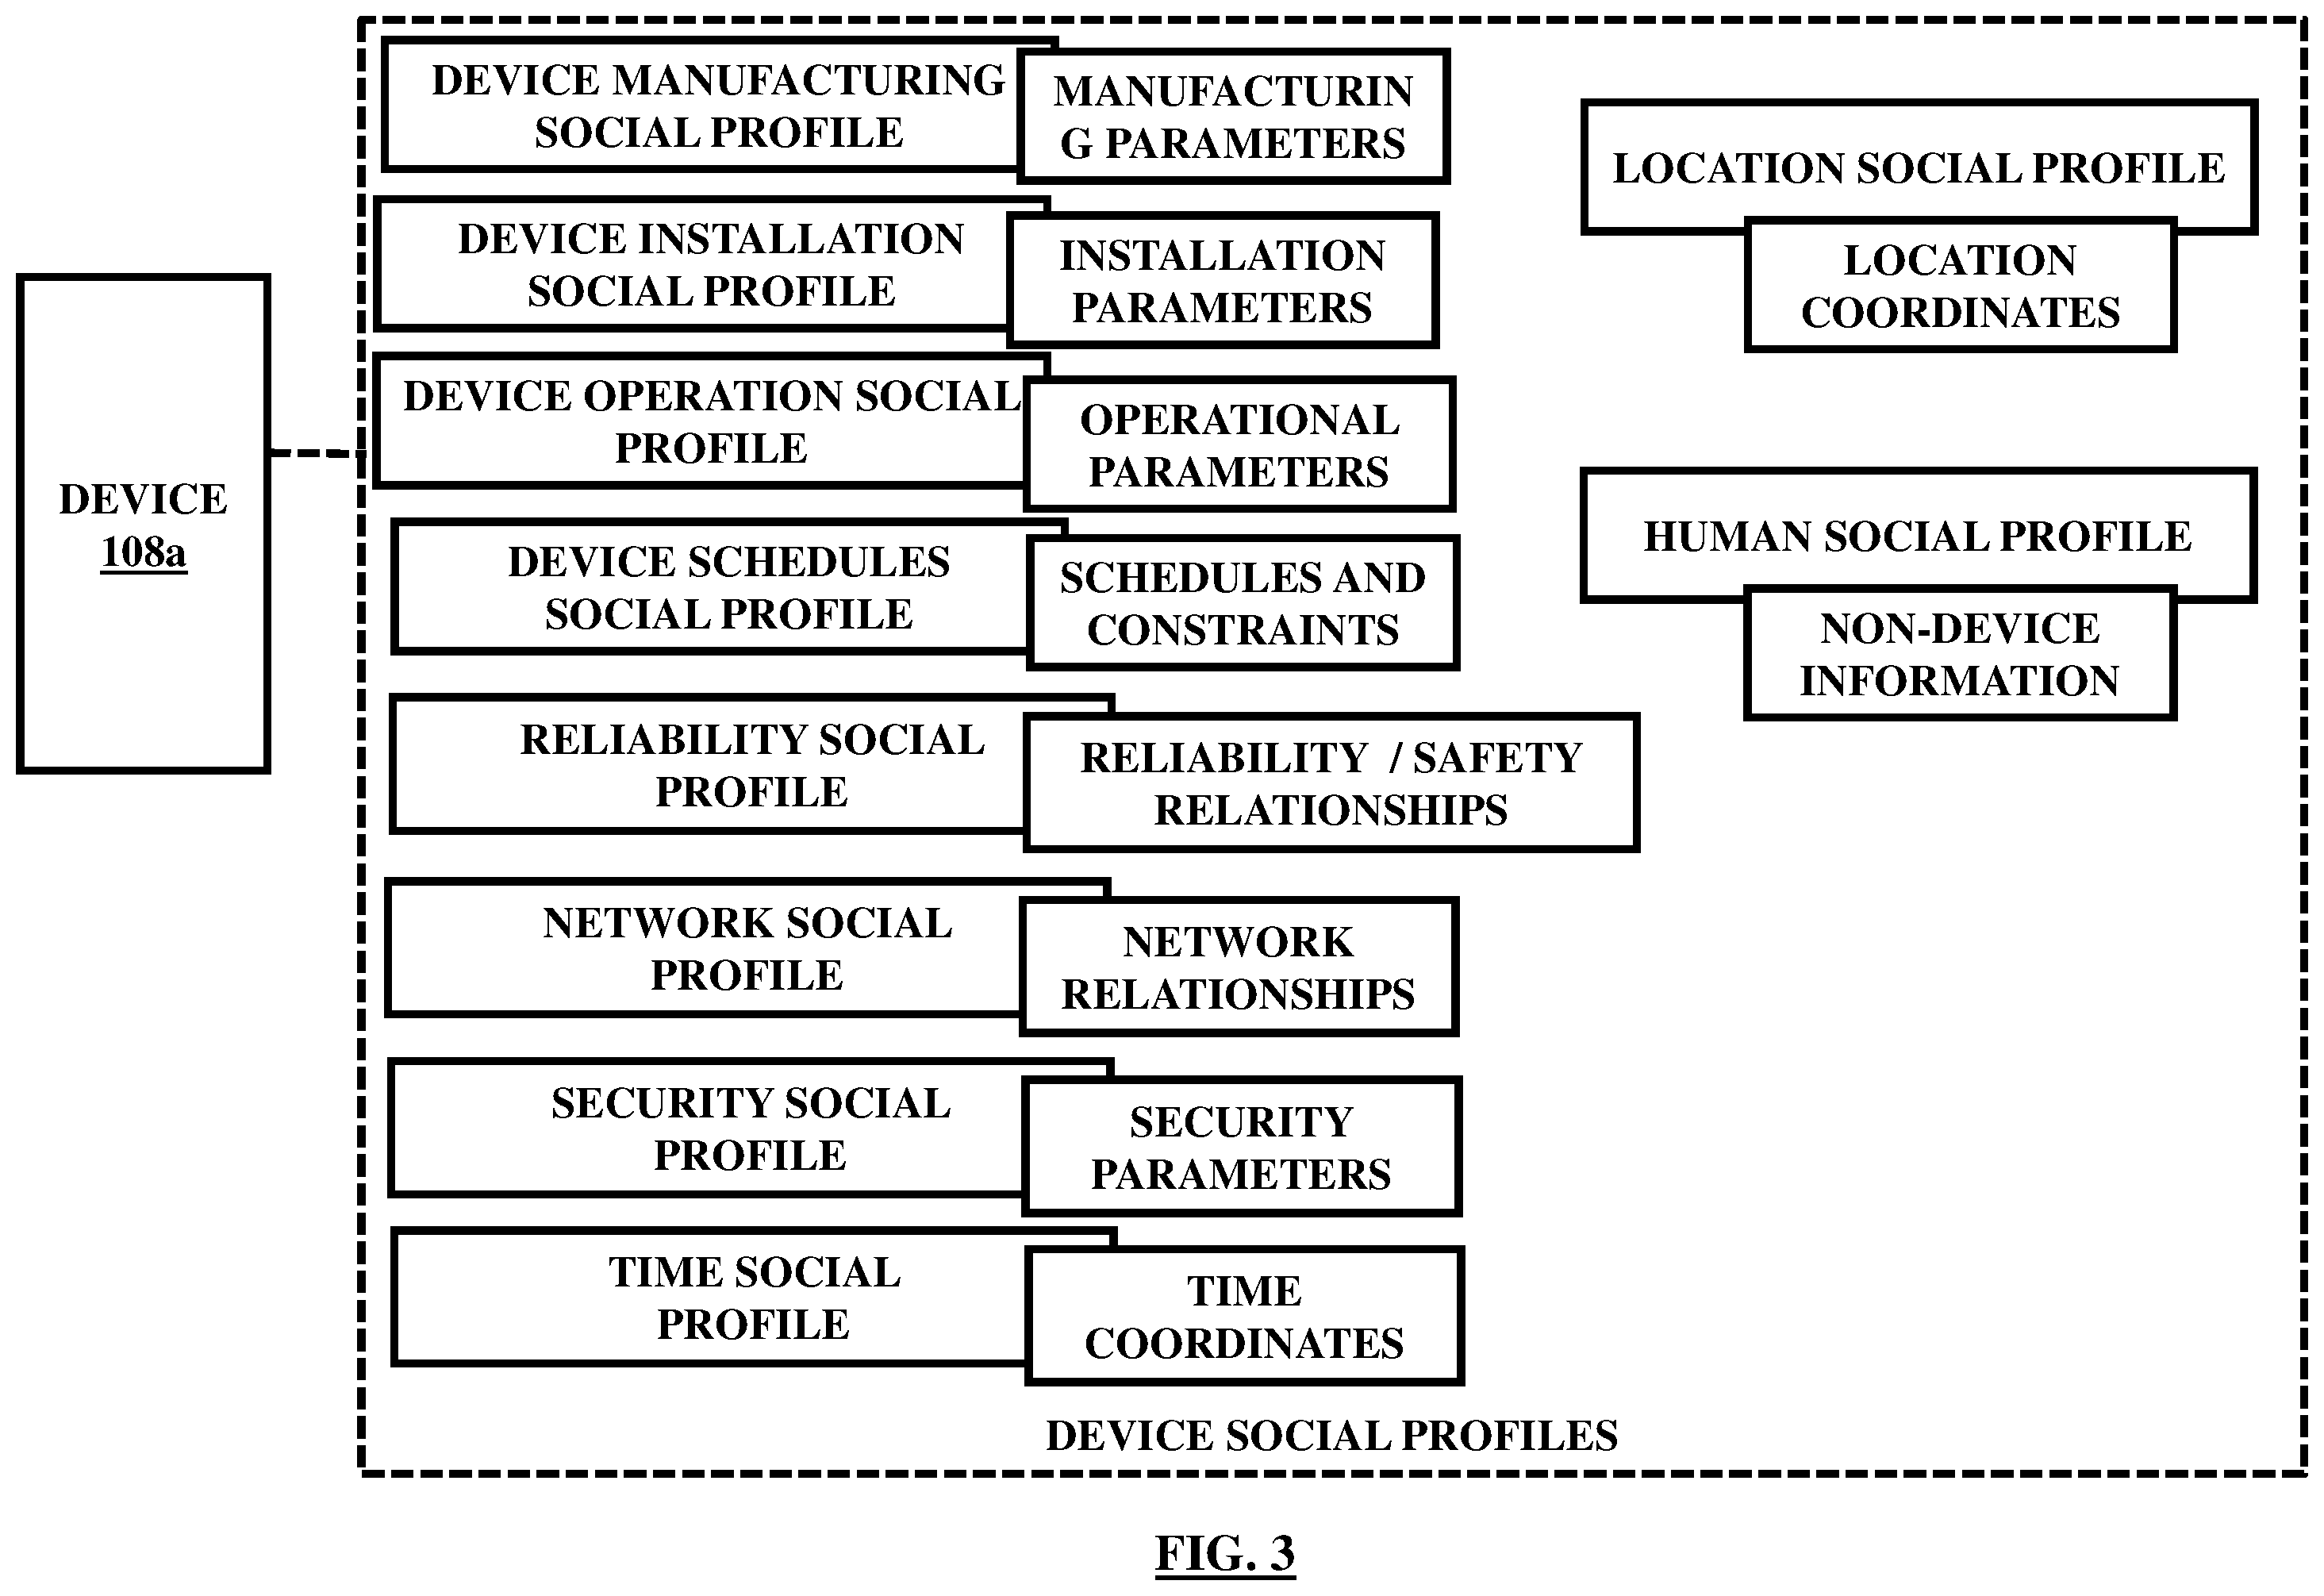 DEVICE
108a
DEVICE MANUFACTURING
SOCIAL PROFILE
MANUFACTURIN
G PARAMETERS
DEVICE INSTALLATION
SOCIAL PROFILE
INSTALLATION
PARAMETERS
DEVICE OPERATION SOCIAL
PROFILE
OPERATIONAL
PARAMETERS
DEVICE SCHEDULES
SOCIAL PROFILE
SCHEDULES AND
CONSTRAINTS
RELIABILITY SOCIAL
PROFILE
RELIABILITY / SAFETY
RELATIONSHIPS
NETWORK SOCIAL
PROFILE
NETWORK
RELATIONSHIPS
SECURITY SOCIAL
PROFILE
SECURITY
PARAMETERS
TIME SOCIAL
PROFILE
TIME
COORDINATES
LOCATION SOCIAL PROFILE
LOCATION
COORDINATES
HUMAN SOCIAL PROFILE
NON-DEVICE
INFORMATION
DEVICE SOCIAL PROFILES
FIG. 3